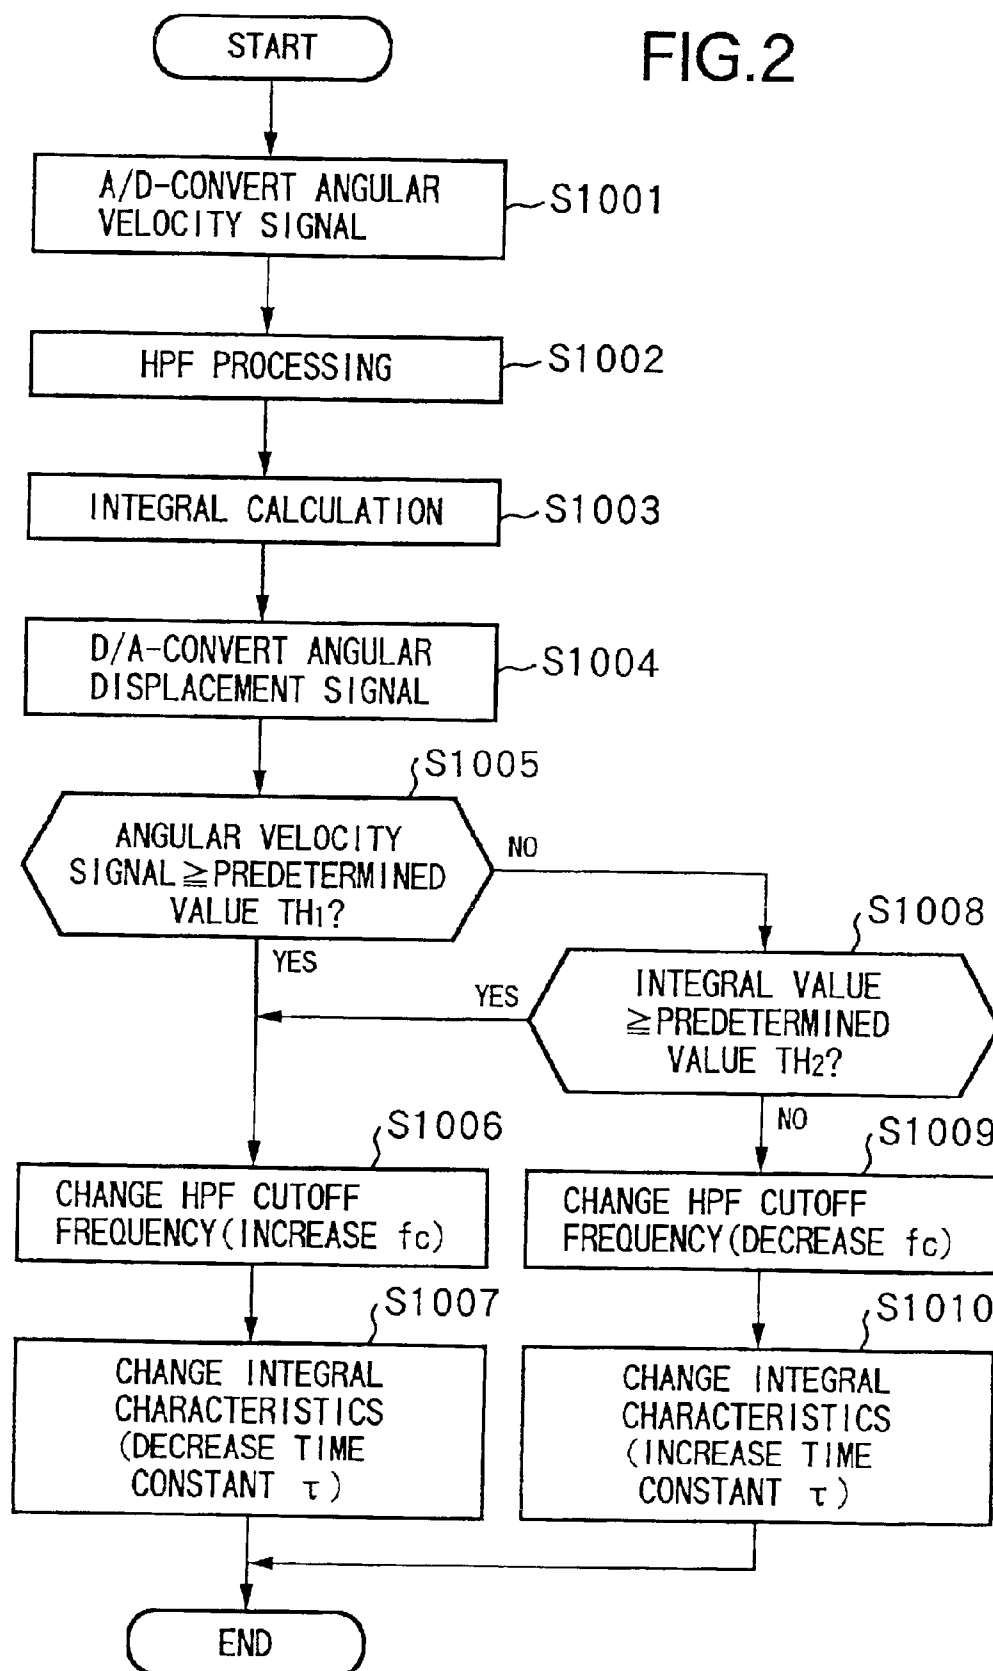 START
FIG.2
A/D-CONVERT ANGULAR
VELOCITY SIGNAL
S1001
HPF PROCESSING
S1002
INTEGRAL CALCULATION
S1003
D/A-CONVERT ANGULAR
DISPLACEMENT SIGNAL
S1004
S1005
ANGULAR VELOCITY
SIGNAL≧PREDETERMINED
VALUE TH1?
NO
YES
S1008
INTEGRAL VALUE
≧PREDETERMINED
VALUE TH2?
YES
NO
S1006
CHANGE HPF CUTOFF
FREQUENCY(INCREASE fc)
S1009
CHANGE HPF CUTOFF
FREQUENCY(DECREASE fc)
S1007
CHANGE INTEGRAL
CHARACTERISTICS
(DECREASE TIME
CONSTANT τ)
S1010
CHANGE INTEGRAL
CHARACTERISTICS
(INCREASE TIME
CONSTANT τ)
END